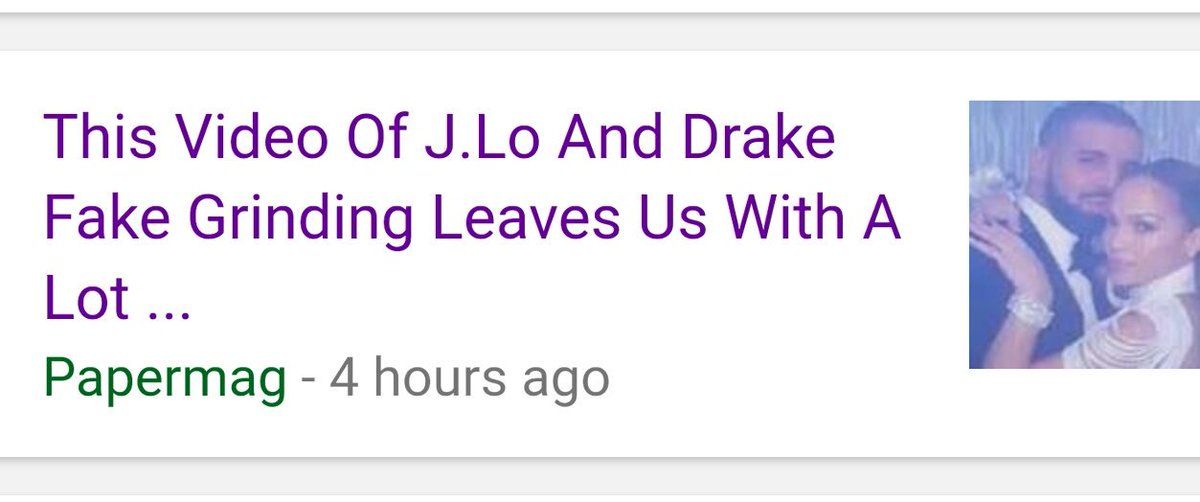 This Video Of J.Lo And Drake
Fake Grinding Leaves Us With A
Lot ...
Papermag - 4 hours ago